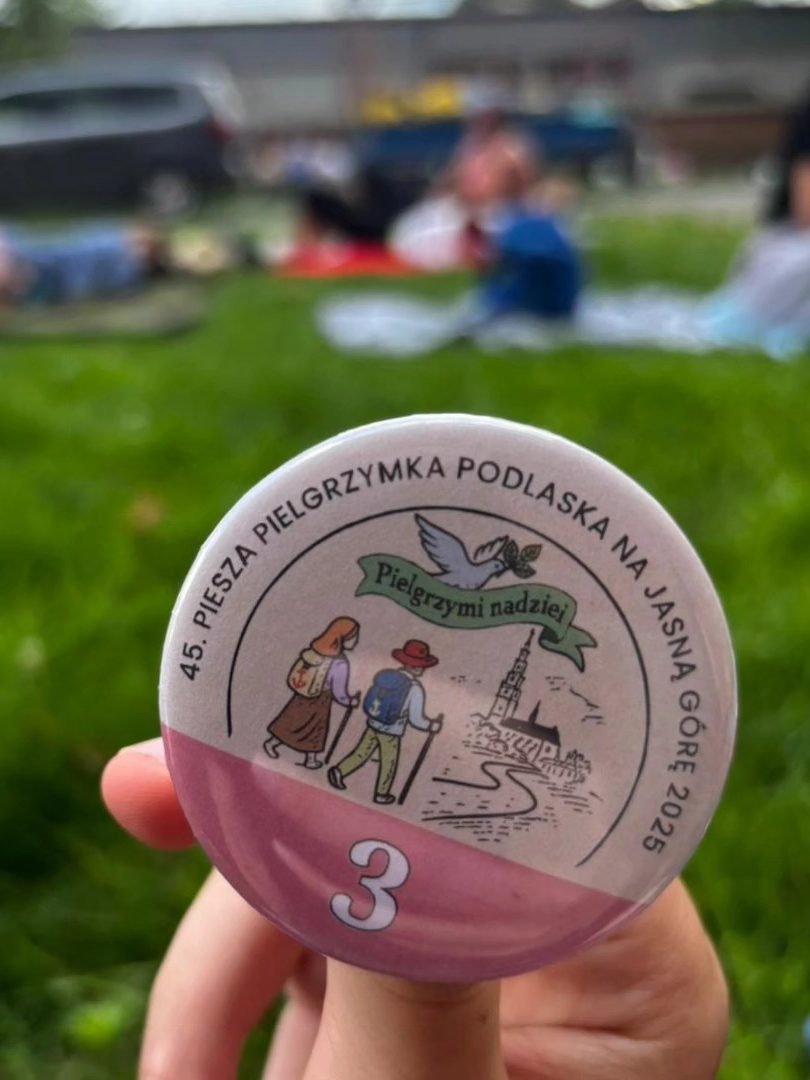 45. PIESZA PIELGRZYMKA PODLASKA NA JASNĄ GÓRĘ 2025
Pielgrzymi nadziei
3